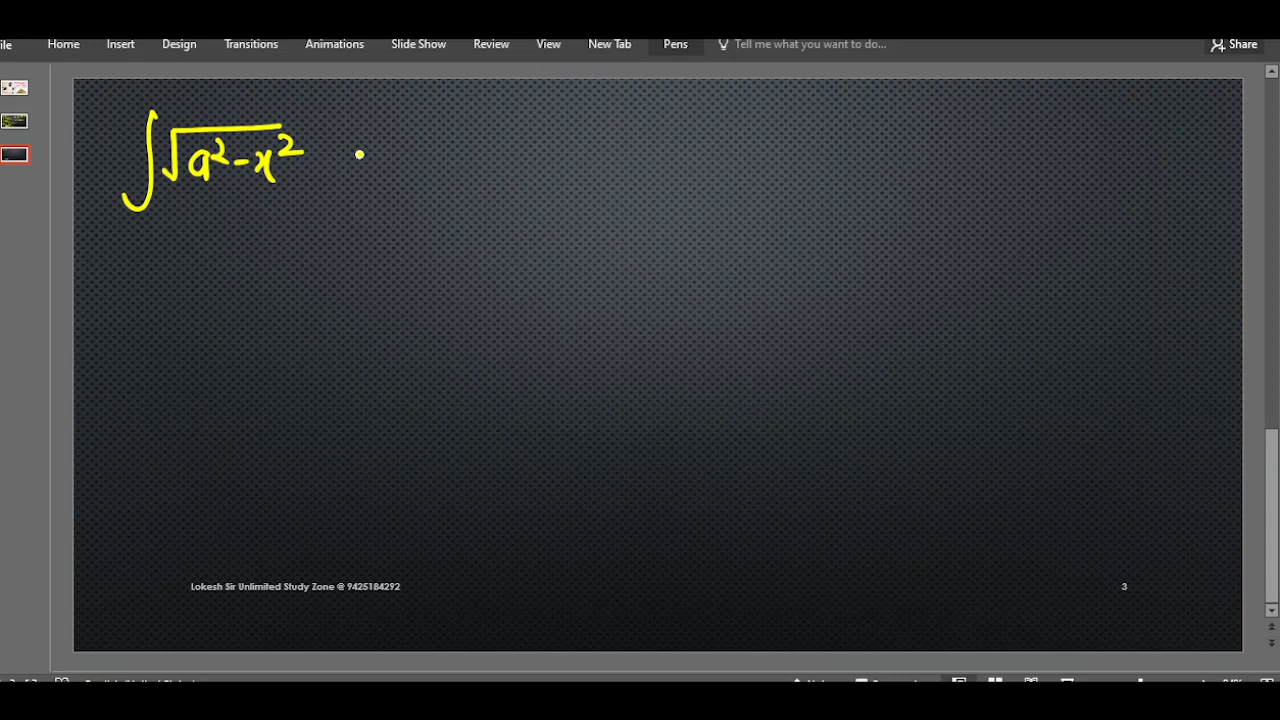 ile Home Insert Design Transitions Animations Slide Show Review View New Tab Pens Tell me what you want to do... Share
∫√a²-x²
Lokesh Sir Unlimited Study Zone @ 9425184292 3